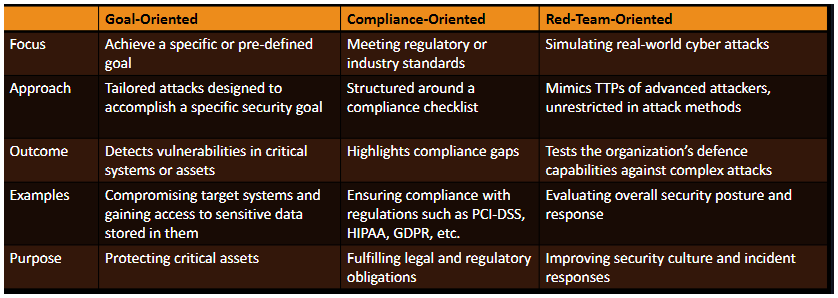 Goal-Oriented Compliance-Oriented Red-Team-Oriented
Focus
Achieve a specific or pre-defined
goal
Meeting regulatory or
industry standards
Simulating real-world cyber attacks
Approach
Tailored attacks designed to
accomplish a specific security goal
Structured around a
compliance checklist
Mimics TTPs of advanced attackers,
unrestricted in attack methods
Outcome
Detects vulnerabilities in critical
systems or assets
Highlights compliance gaps
Tests the organization’s defence
capabilities against complex attacks
Examples
Compromising target systems and
gaining access to sensitive data
stored in them
Ensuring compliance with
regulations such as PCI-DSS,
HIPAA, GDPR, etc.
Evaluating overall security posture and
response
Purpose
Protecting critical assets
Fulfilling legal and regulatory
obligations
Improving security culture and incident
responses